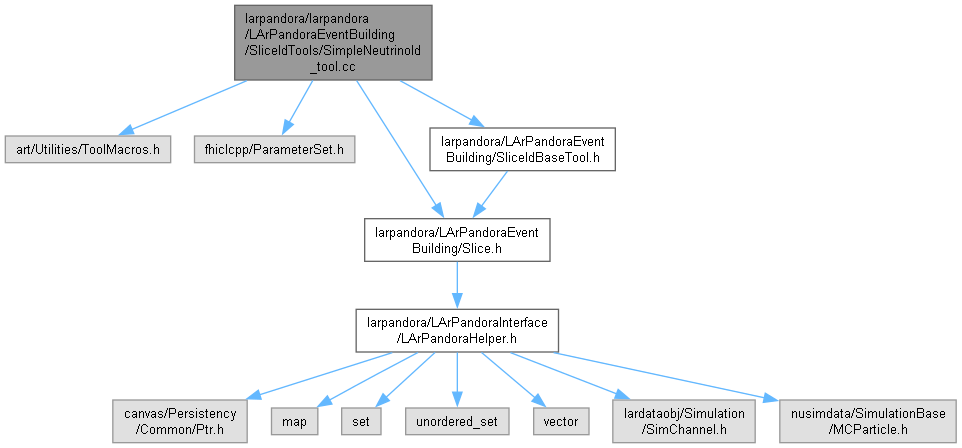 larpandora/larpandora
/LArPandoraEventBuilding
/SliceIdTools/SimpleNeutrinoId
_tool.cc
art/Utilities/ToolMacros.h
fhiclcpp/ParameterSet.h
larpandora/LArPandoraEvent
Building/SliceIdBaseTool.h
larpandora/LArPandoraEvent
Building/Slice.h
larpandora/LArPandoraInterface
/LArPandoraHelper.h
canvas/Persistency
/Common/Ptr.h
map
set
unordered_set
vector
lardataobj/Simulation
/SimChannel.h
nusimdata/SimulationBase
/MCParticle.h